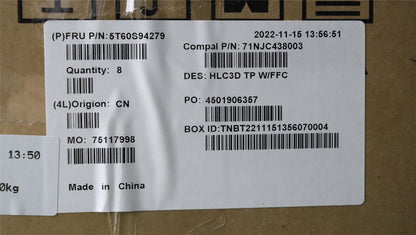 (P)FRU P/N:5T60S94279
2022-11-15 13:56:51
Compal P/N: 71NJC438003
Quantity: 8
DES: HLC3D TP W/FFC
(4L)Origion: CN
PO: 4501906357
BOX ID:TNBT2211151356070004
MO: 75117998
13:50
0kg
Made in China